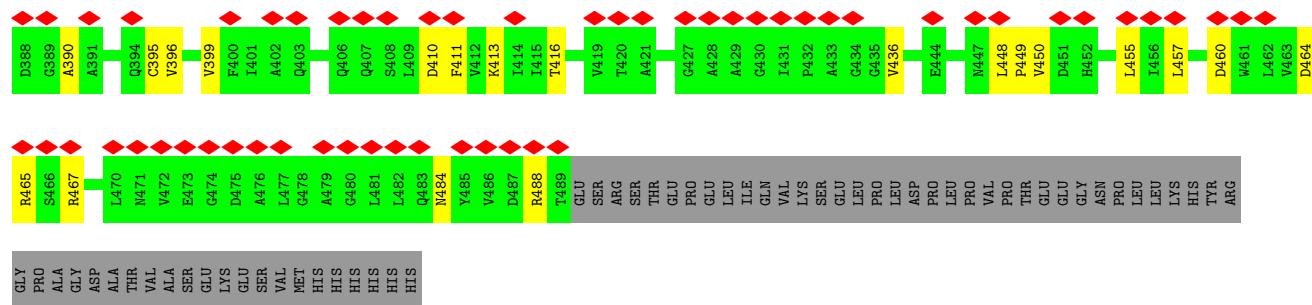 D388 G389 A390 A391 Q394 C395 V396 V399 F400 I401 A402 Q403 Q406 Q407 S408 L409 D410 F411 V412 K413 I414 I415 T416 V419 T420 A421 G427 A428 A429 G430 I431 P432 A433 G434 G435 V436 E444 N447 L448 P449 V450 D451 H452 L455 I456 L457 D460 W461 L462 V463 D464
R465 S466 R467 L470 N471 V472 E473 G474 D475 A476 L477 G478 A479 G480 L481 L482 Q483 N484 Y485 V486 D487 R488 T489 GLU SER ARG SER THR GLU PRO GLU LEU ILE GLN VAL LYS SER GLU LEU PRO LEU ASP PRO LEU PRO VAL PRO THR GLU GLU GLY ASN PRO LEU LEU LYS HIS TYR ARG
GLY PRO ALA GLY ASP ALA THR VAL ALA SER GLU LYS GLU SER VAL MET HIS HIS HIS HIS HIS HIS